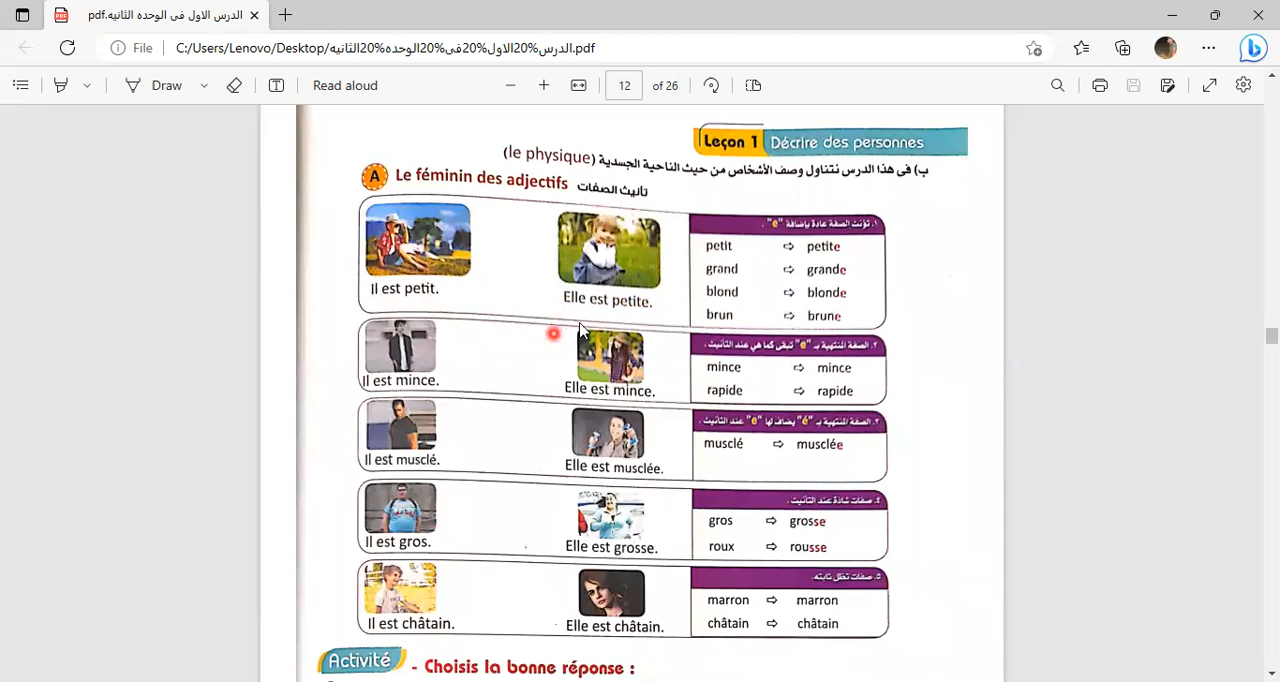 الدرس الاول فى الوحده الثانيه.pdf
File C:/Users/Lenovo/Desktop/الدرس%20الاول%20فى%20الوحده%20الثانيه.pdf
Draw
Read aloud
12 of 26
Leçon 1 Décrire des personnes
ب) فى هذا الدرس نتناول وصف الأشخاص من حيث الناحية الجسدية (le physique)
A Le féminin des adjectifs تأنيث الصفات
١. تؤنث الصفة عادة بإضافة "e" .
petit ⇨ petite
grand ⇨ grande
blond ⇨ blonde
brun ⇨ brune
Il est petit.
Elle est petite.
٢. الصفة المنتهية بـ "e" تبقى كما هي عند التأنيث .
mince ⇨ mince
rapide ⇨ rapide
Il est mince.
Elle est mince.
٣. الصفة المنتهية بـ "é" يضاف لها "e" عند التأنيث .
musclé ⇨ musclée
Il est musclé.
Elle est musclée.
٤. صفات شاذة عند التأنيث .
gros ⇨ grosse
roux ⇨ rousse
Il est gros.
Elle est grosse.
٥. صفات تظل ثابته.
marron ⇨ marron
châtain ⇨ châtain
Il est châtain.
Elle est châtain.
Activité - Choisis la bonne réponse :